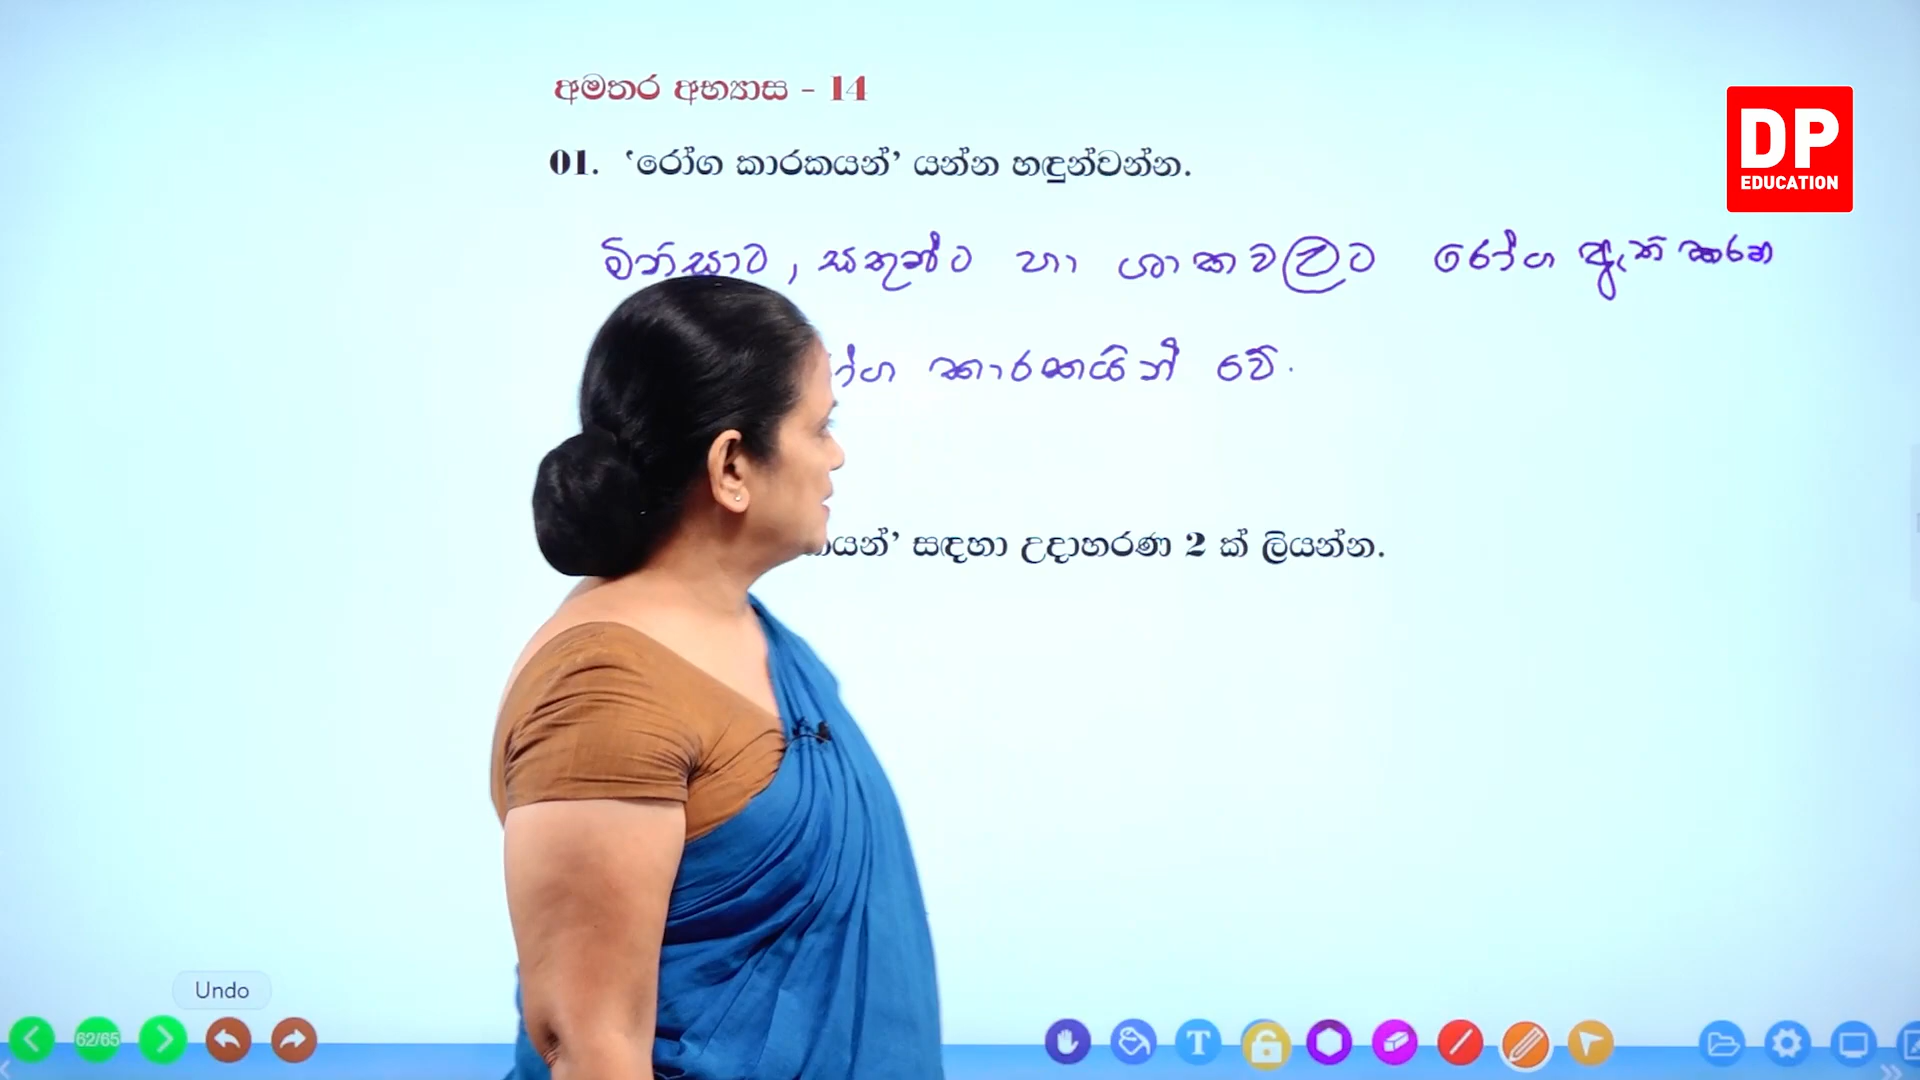 අමතර අභ්‍යාස - 14
DP
EDUCATION
01. ‘රෝග කාරකයන්’ යන්න හඳුන්වන්න.
මිනිසාට, සතුන්ට හා ශාකවලට රෝග ඇති කරන
කාරකයින් වේ.
සඳහා උදාහරණ 2 ක් ලියන්න.
Undo
62/65
T